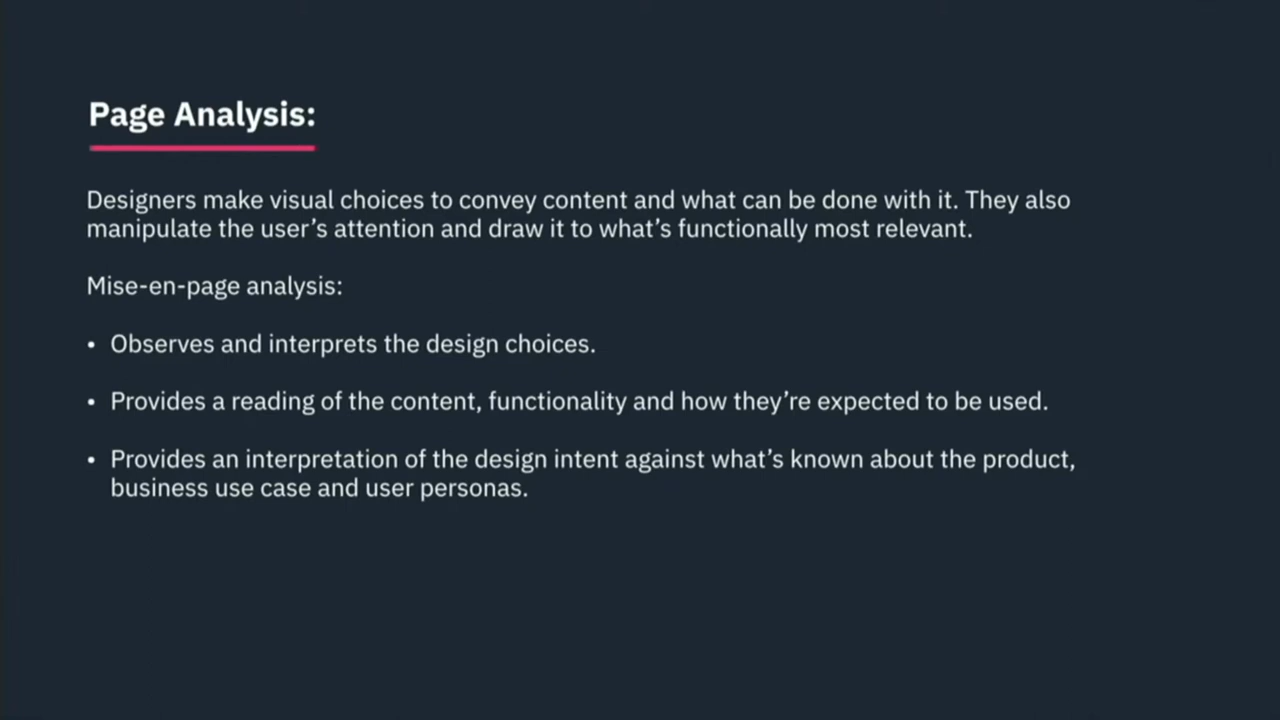 Page Analysis:
Designers make visual choices to convey content and what can be done with it. They also
manipulate the user’s attention and draw it to what’s functionally most relevant.
Mise-en-page analysis:
• Observes and interprets the design choices.
• Provides a reading of the content, functionality and how they’re expected to be used.
• Provides an interpretation of the design intent against what’s known about the product,
business use case and user personas.